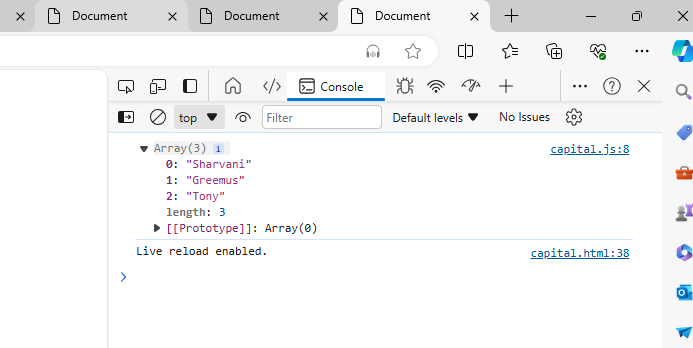 Document
Document
Document
Console
top
Filter
Default levels
No Issues
Array(3) i
capital.js:8
0: "Sharvani"
1: "Greemus"
2: "Tony"
length: 3
[[Prototype]]: Array(0)
Live reload enabled.
capital.html:38